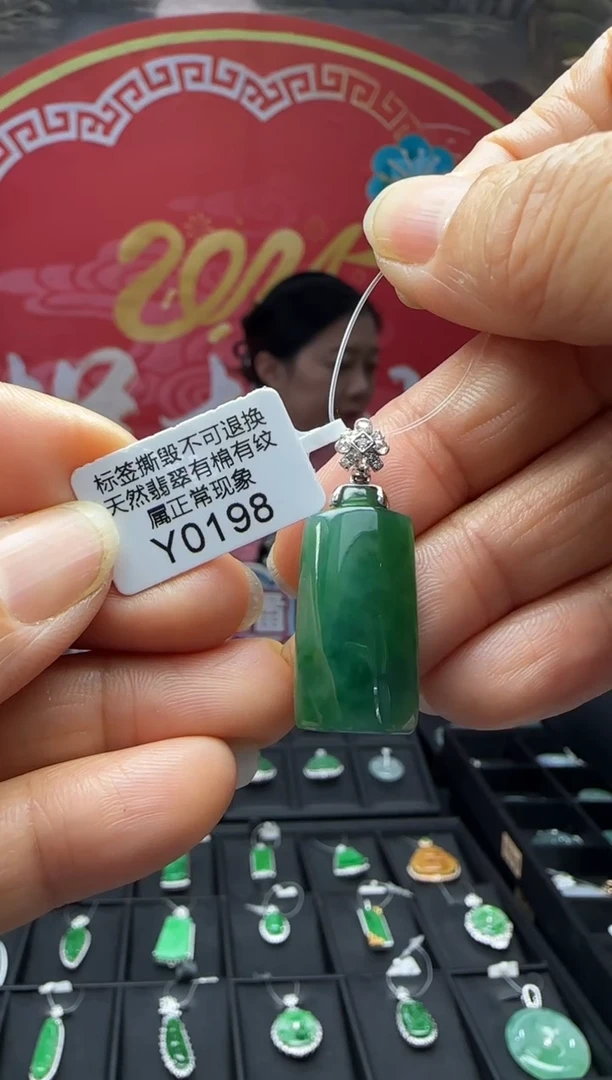 标签撕毁不可退换
天然翡翠有棉有纹
属正常现象
Y0198